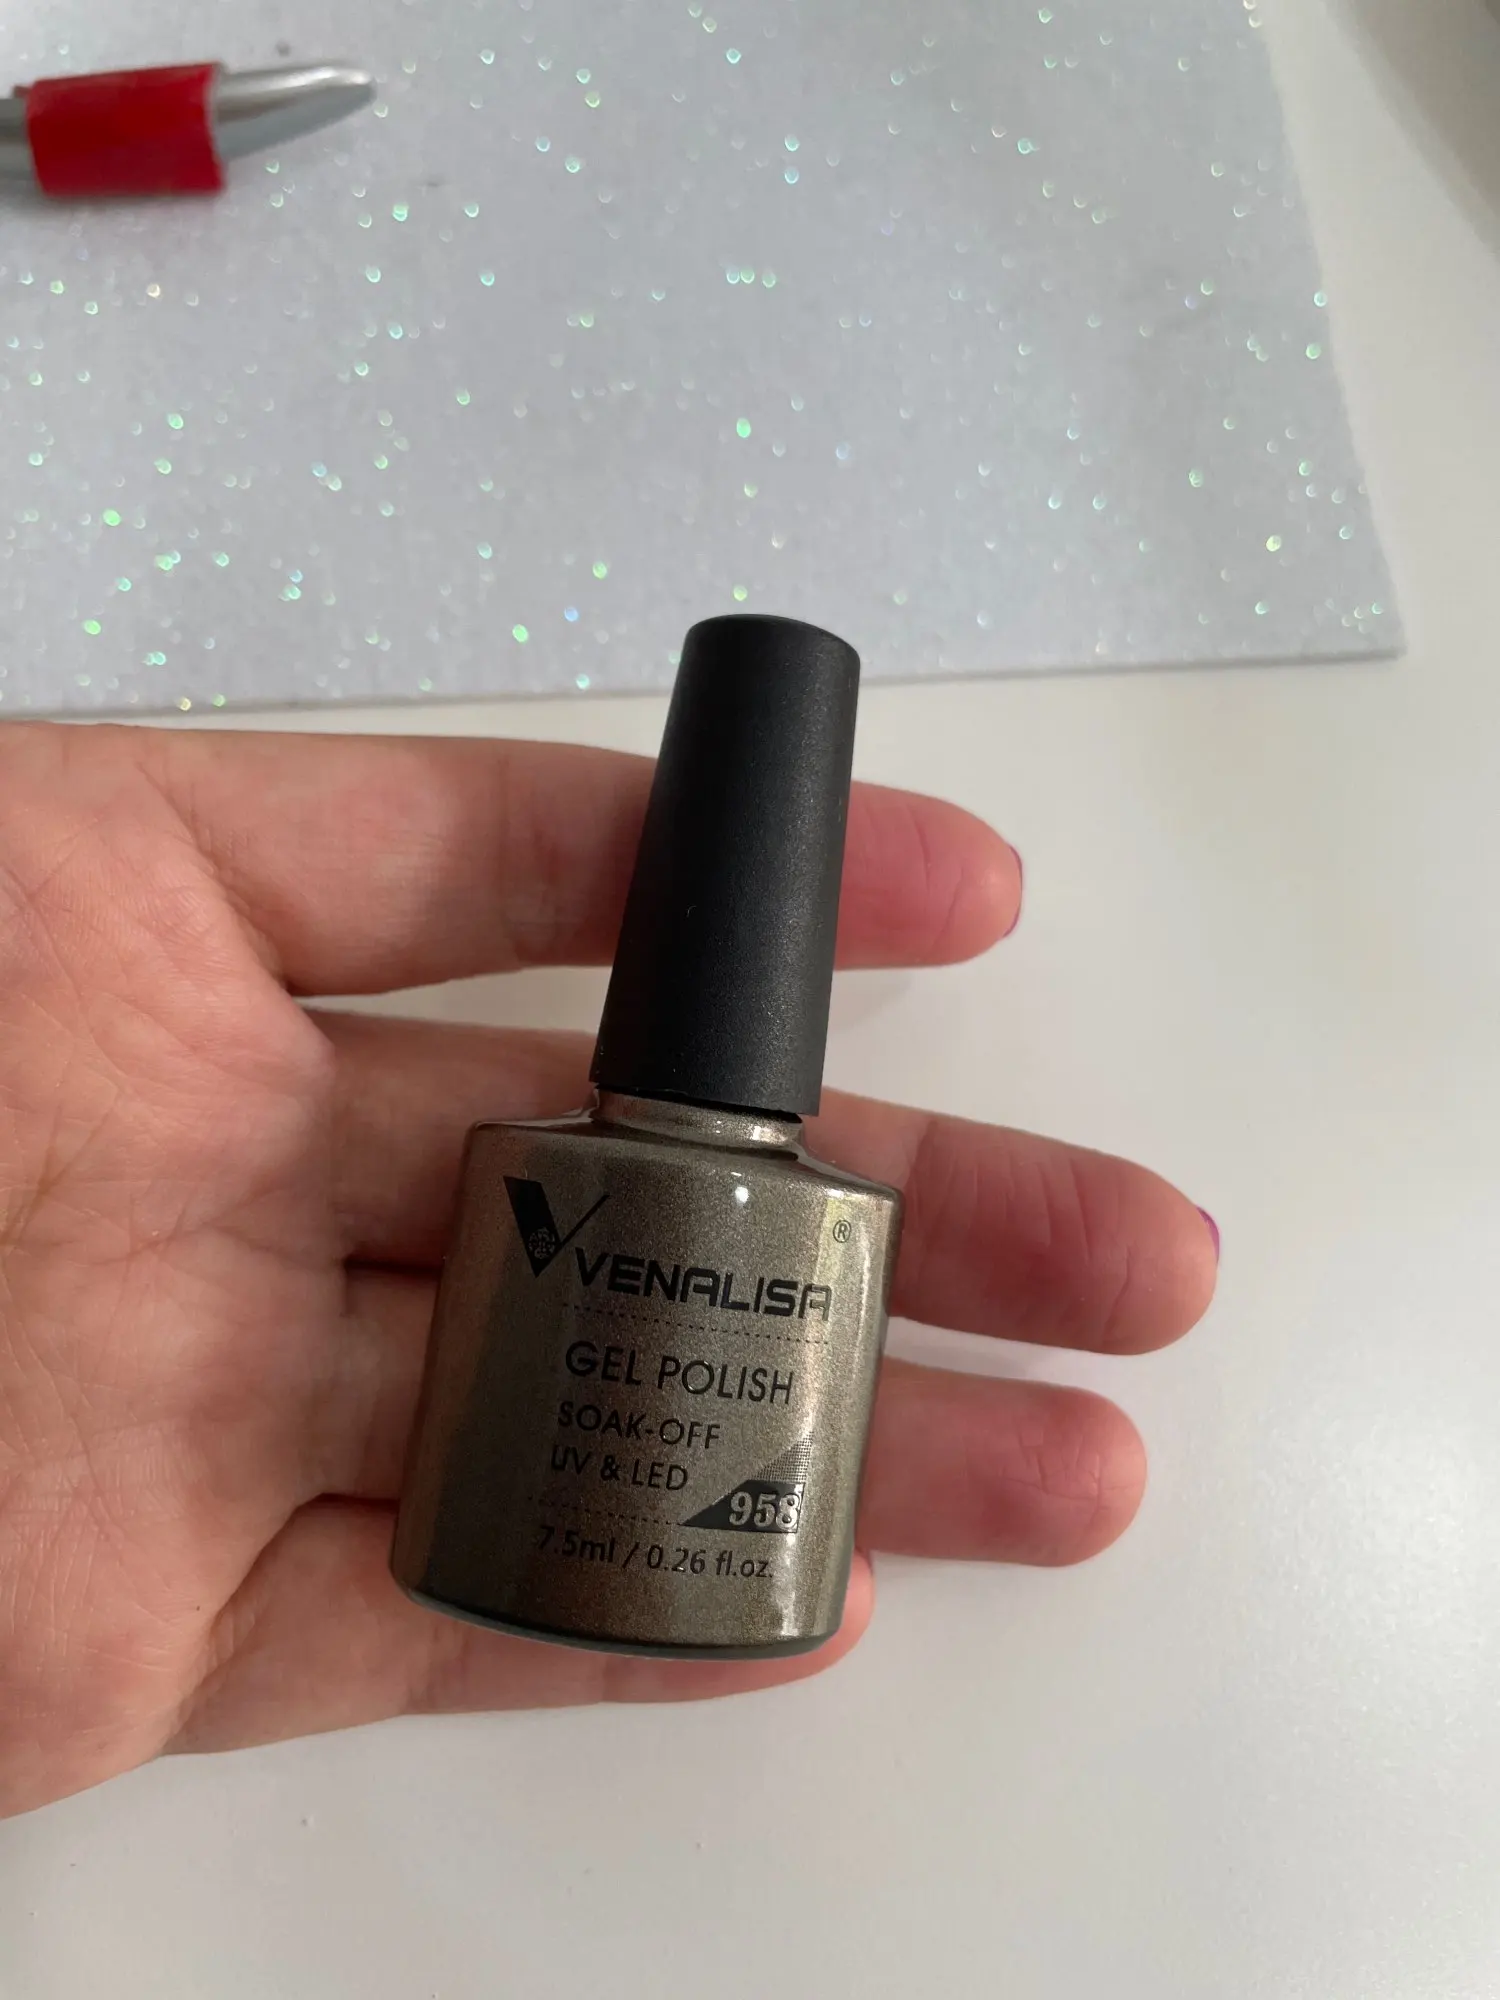 VENALISA ®
GEL POLISH
SOAK-OFF
UV & LED
958
7.5ml / 0.26 fl.oz.